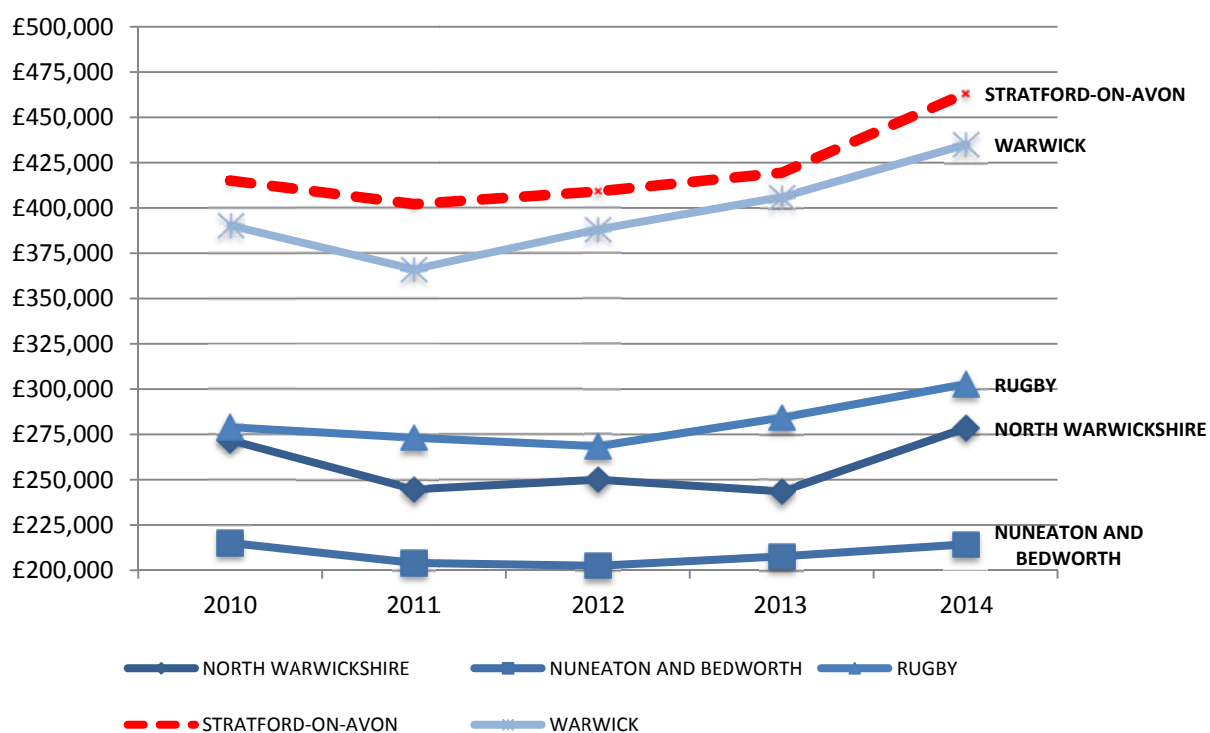 £500,000
£475,000
£450,000
£425,000
£400,000
£375,000
£350,000
£325,000
£300,000
£275,000
£250,000
£225,000
£200,000
STRATFORD-ON-AVON
WARWICK
RUGBY
NORTH WARWICKSHIRE
NUNEATON AND
BEDWORTH
2010 2011 2012 2013 2014
NORTH WARWICKSHIRE NUNEATON AND BEDWORTH RUGBY
STRATFORD-ON-AVON WARWICK